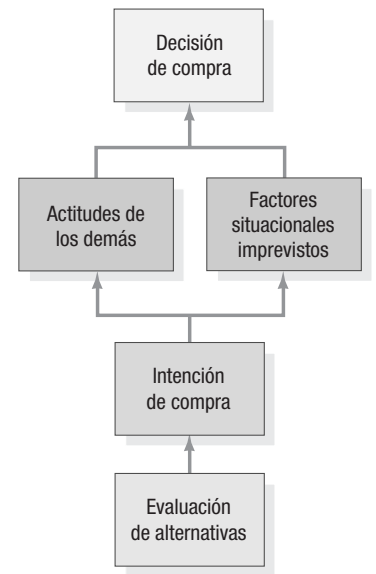 Decisión
de compra
Actitudes de
los demás
Factores
situacionales
imprevistos
Intención
de compra
Evaluación
de alternativas